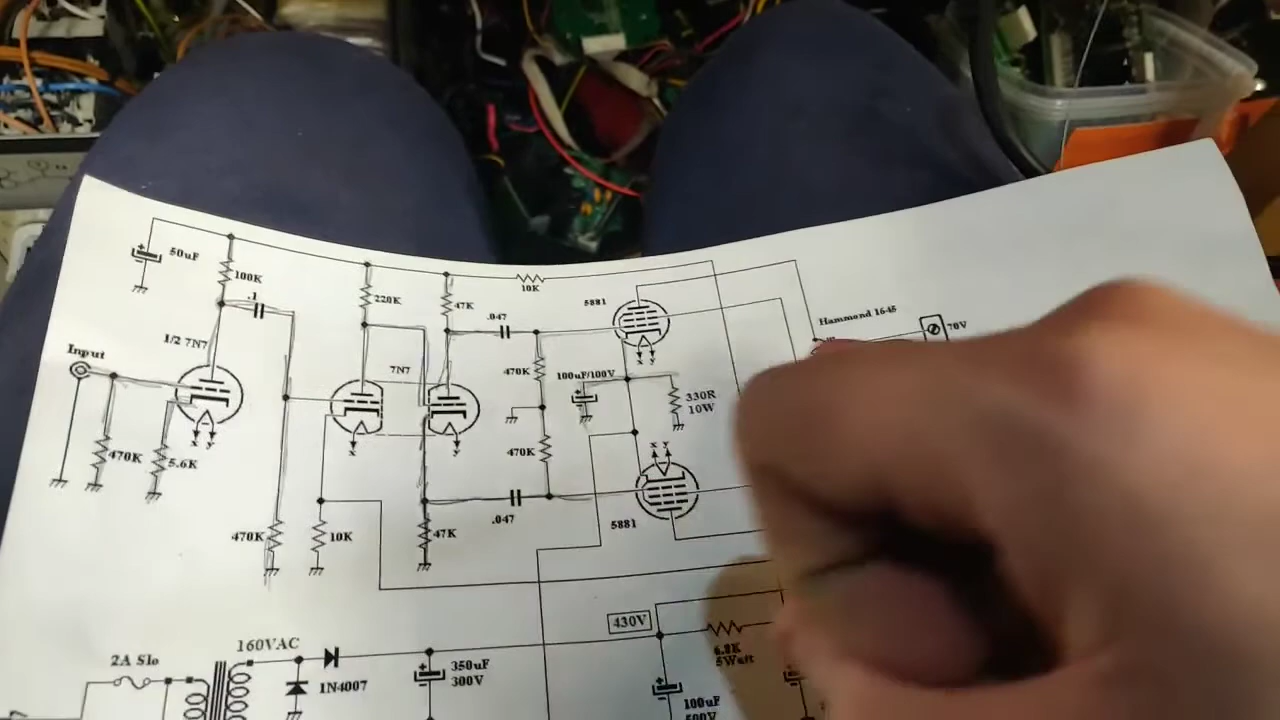 50uF
100K
.1
220K
47K
10K
.047
5881
Hammond 1645
70V
1/2 7N7
Input
7N7
470K
100uF/100V
330R
10W
470K
5.6K
x y
x
y
x y
x y
470K
470K
10K
47K
.047
5881
430V
160VAC
2A Slo
1N4007
350uF
300V
6.8K
5Watt
100uF
500V